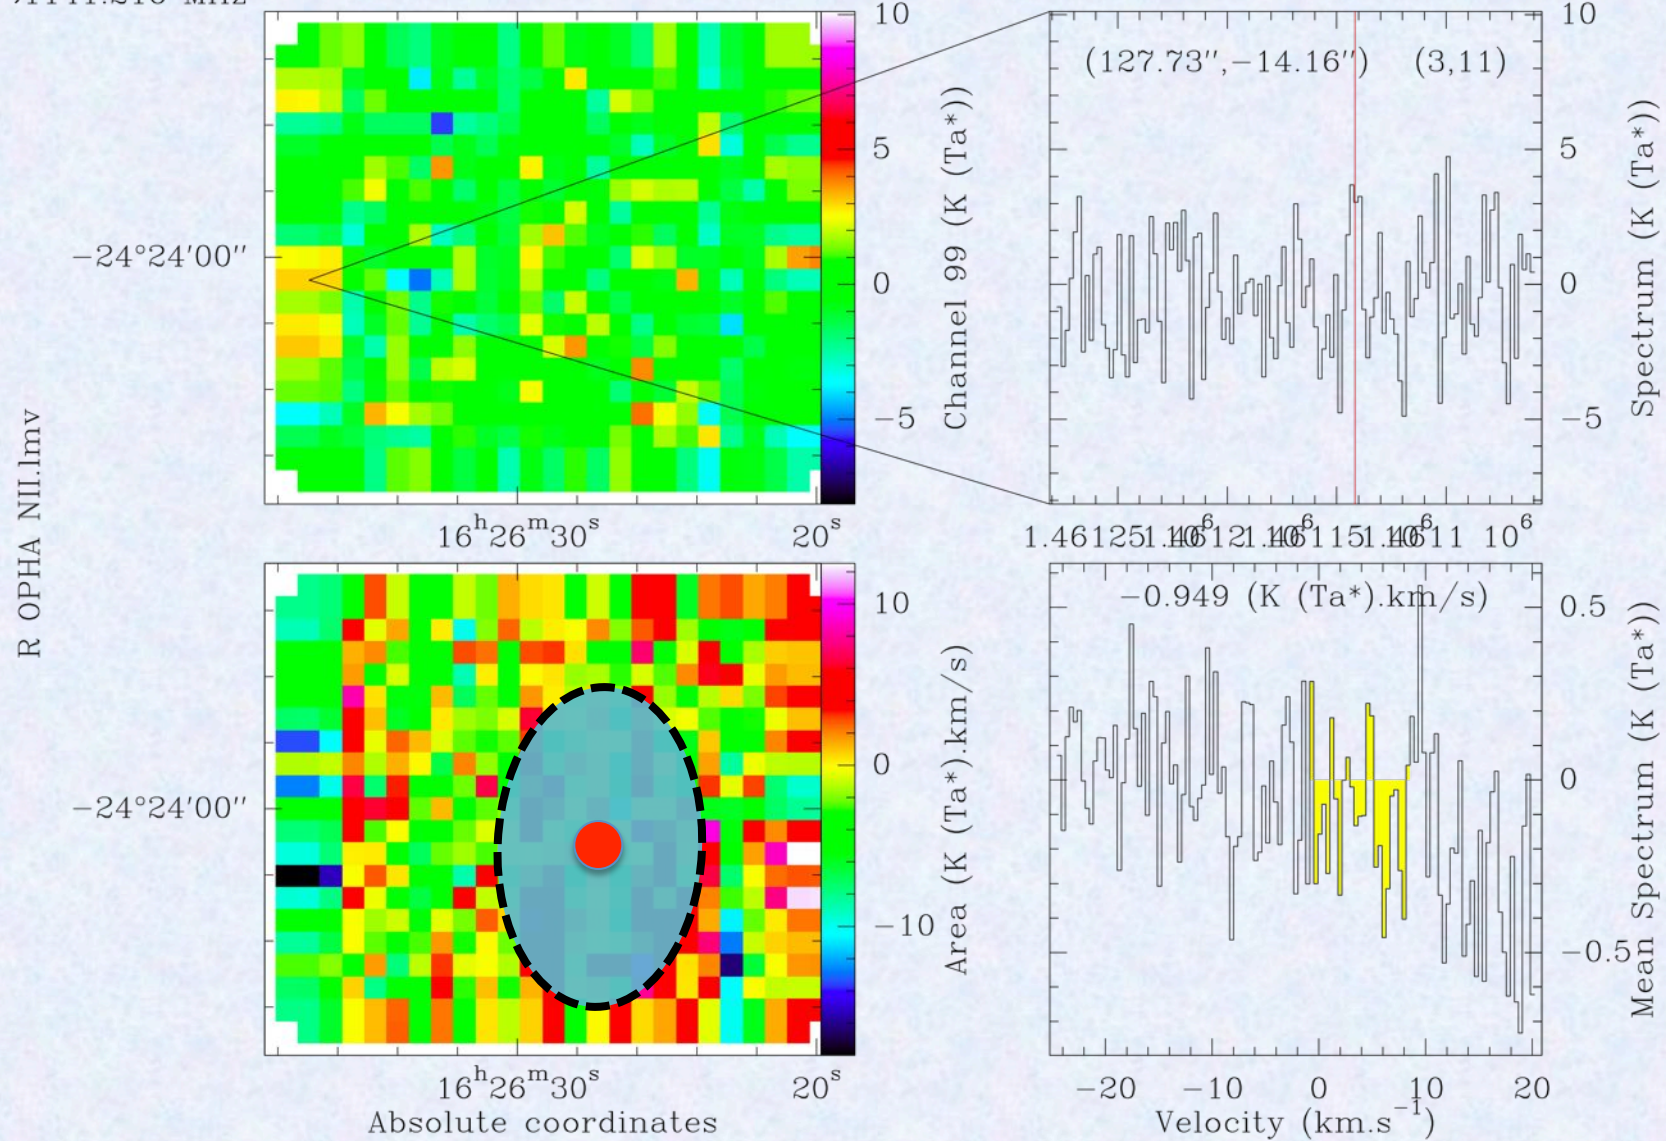 10
5
0
−5
Channel 99 (K (Ta*))
−24°24′00″
16ʰ26ᵐ30ˢ
20ˢ
R OPHA NII.lmv
(127.73″,−14.16″) (3,11)
10
5
0
−5
Spectrum (K (Ta*))
10
0
−10
Area (K (Ta*).km/s)
−24°24′00″
16ʰ26ᵐ30ˢ
20ˢ
Absolute coordinates
−0.949 (K (Ta*).km/s)
0.5
0
−0.5
Mean Spectrum (K (Ta*))
−20 −10 0 10 20
Velocity (km.s⁻¹)